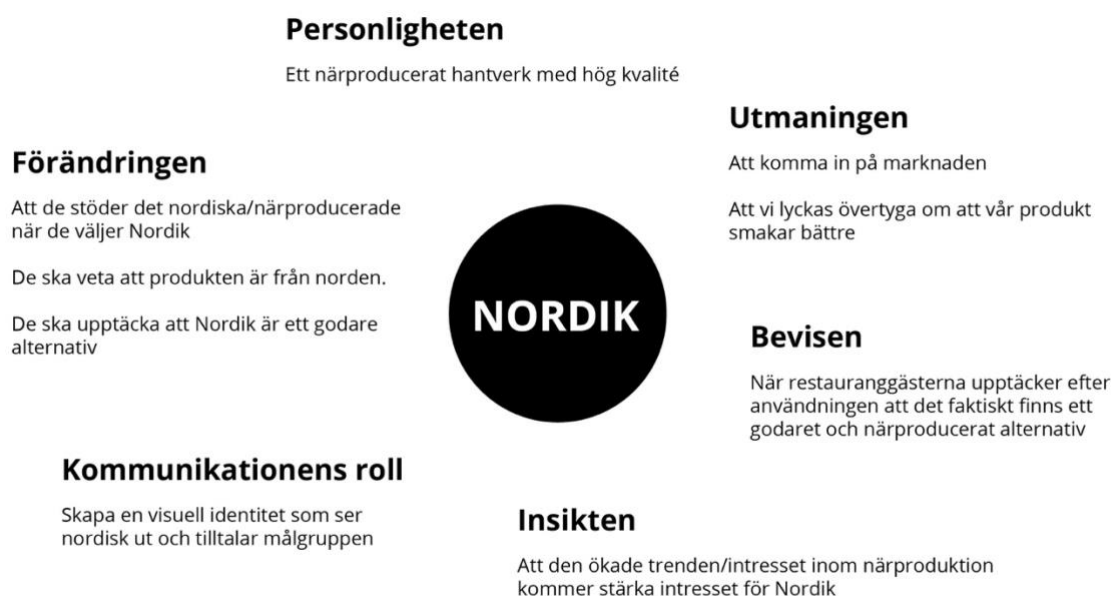 Personligheten
Ett närproducerat hantverk med hög kvalité
Utmaningen
Att komma in på marknaden
Att vi lyckas övertyga om att vår produkt
smakar bättre
Förändringen
Att de stöder det nordiska/närproducerade
när de väljer Nordik
De ska veta att produkten är från norden.
De ska upptäcka att Nordik är ett godare
alternativ
NORDIK
Bevisen
När restauranggästerna upptäcker efter
användningen att det faktiskt finns ett
godaret och närproducerat alternativ
Kommunikationens roll
Skapa en visuell identitet som ser
nordisk ut och tilltalar målgruppen
Insikten
Att den ökade trenden/intresset inom närproduktion
kommer stärka intresset för Nordik